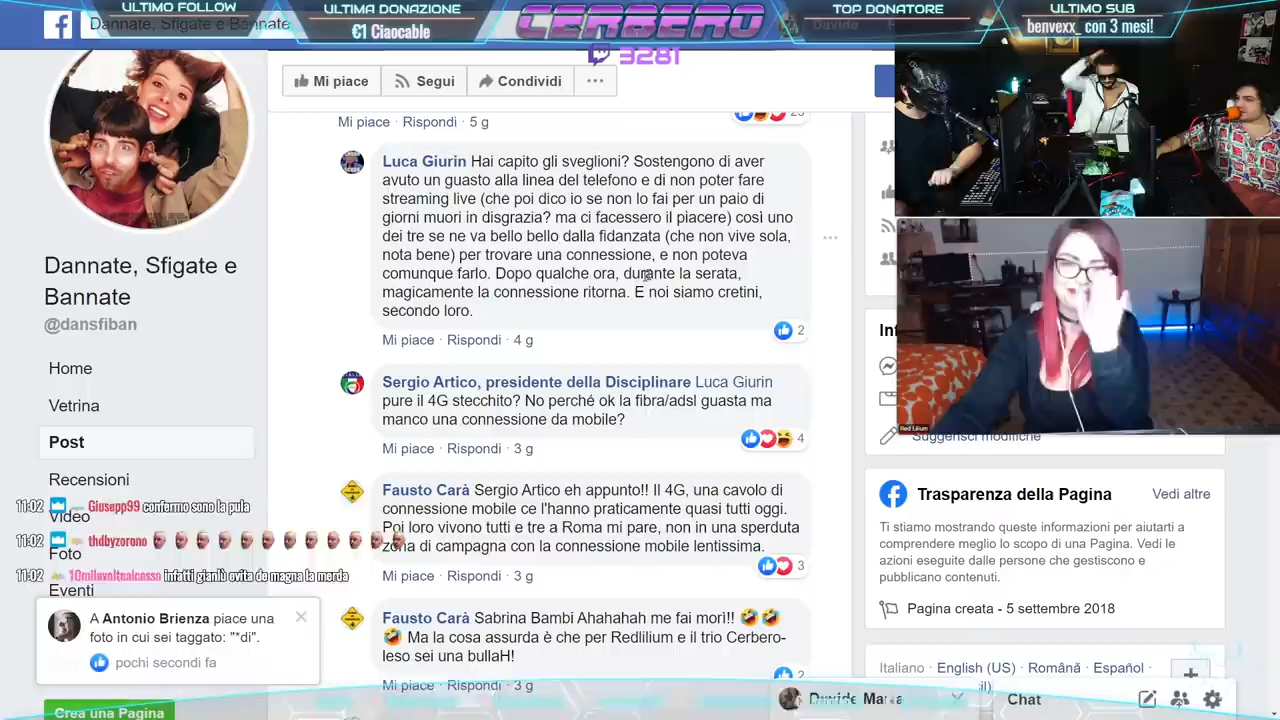 ULTIMO FOLLOW
ULTIMA DONAZIONE
€1 Ciaocable
CERBERO
3281
TOP DONATORE
ULTIMO SUB
benvexx_ con 3 mesi!
Dannate, Sfigate e Bannate
Davide
Mi piace
Segui
Condividi
Mi piace · Rispondi · 5 g
23
Luca Giurin Hai capito gli sveglioni? Sostengono di aver
avuto un guasto alla linea del telefono e di non poter fare
streaming live (che poi dico io se non lo fai per un paio di
giorni muori in disgrazia? ma ci facessero il piacere) così uno
dei tre se ne va bello bello dalla fidanzata (che non vive sola,
nota bene) per trovare una connessione, e non poteva
comunque farlo. Dopo qualche ora, durante la serata,
magicamente la connessione ritorna. E noi siamo cretini,
secondo loro.
2
Mi piace · Rispondi · 4 g
Sergio Artico, presidente della Disciplinare Luca Giurin
pure il 4G stecchito? No perché ok la fibra/adsl guasta ma
manco una connessione da mobile?
4
Mi piace · Rispondi · 3 g
Fausto Carà Sergio Artico eh appunto!! Il 4G, una cavolo di
connessione mobile ce l'hanno praticamente quasi tutti oggi.
Poi loro vivono tutti e tre a Roma mi pare, non in una sperduta
zona di campagna con la connessione mobile lentissima.
3
Mi piace · Rispondi · 3 g
Fausto Carà Sabrina Bambi Ahahahah me fai morì!! 🤣 🤣
🤣 Ma la cosa assurda è che per Redlilium e il trio Cerbero-
leso sei una bullaH!
2
Mi piace · Rispondi · 3 g
Dannate, Sfigate e
Bannate
@dansfiban
Home
Vetrina
Post
Recensioni
Video
Foto
Eventi
11:02 Giusepp99 confermo sono la pula
11:02 thdbyzorono
11:02 10milavoltealcesso infatti gianlù ovita de magna la merda
A Antonio Brienza piace una
foto in cui sei taggato: "*di".
pochi secondi fa
Crea una Pagina
Red Lilium
Suggerisci modifiche
Trasparenza della Pagina
Vedi altre
Ti stiamo mostrando queste informazioni per aiutarti a
comprendere meglio lo scopo di una Pagina. Vedi le
azioni eseguite dalle persone che gestiscono e
pubblicano contenuti.
Pagina creata - 5 settembre 2018
Italiano · English (US) · Română · Español ·
Davide Maria
Chat